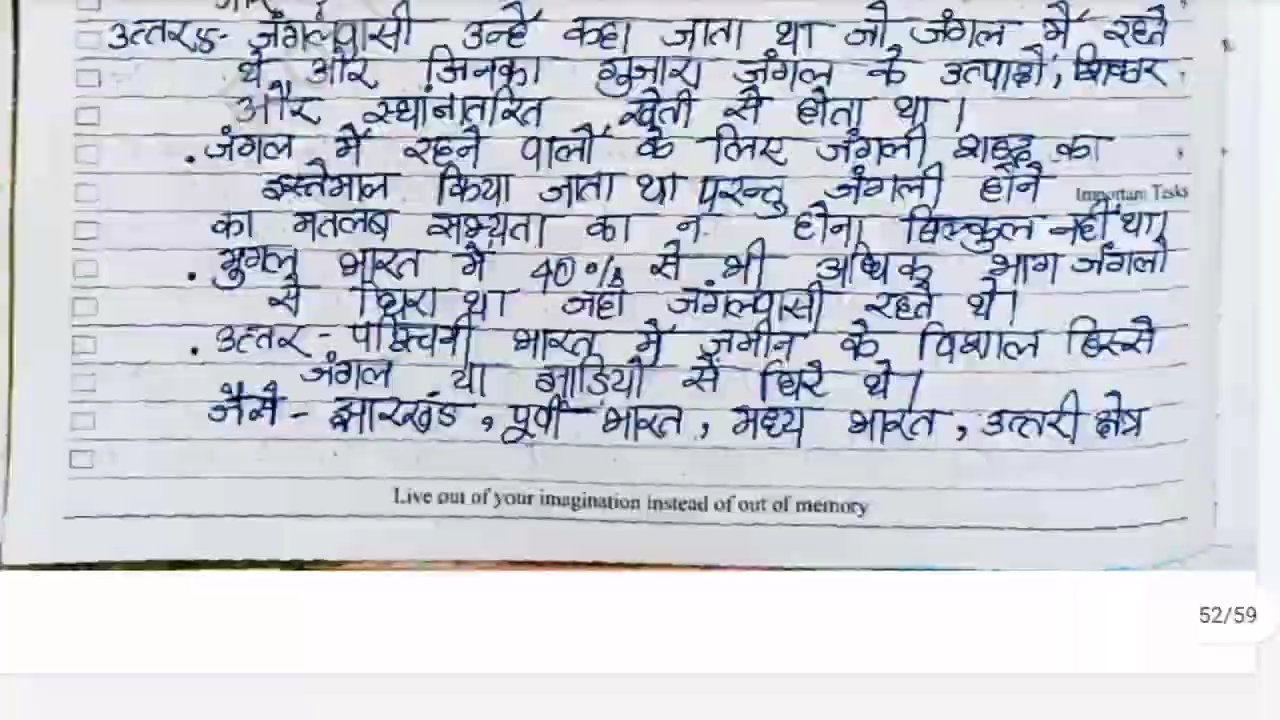 उत्तर:- जंगलवासी उन्हें कहा जाता था जो जंगल में रहते
थे और जिनका गुजारा जंगल के उत्पादों, शिकार
और स्थानांतरित खेती से होता था।
. जंगल में रहने वालों के लिए जंगली शब्द का
इस्तेमाल किया जाता था परन्तु जंगली होने
Important Tasks
का मतलब सभ्यता का न होना बिल्कुल नहीं था।
. मुगल भारत में 40% से भी अधिक भाग जंगलो
से घिरा था जहाँ जंगलवासी रहते थे।
. उत्तर - पश्चिमी भारत में जमीन के विशाल हिस्से
जंगल या झाडियों से घिरे थे।
जैसे - झारखंड, पूर्वी भारत, मध्य भारत, उत्तरी क्षेत्र
Live out of your imagination instead of out of memory
52/59